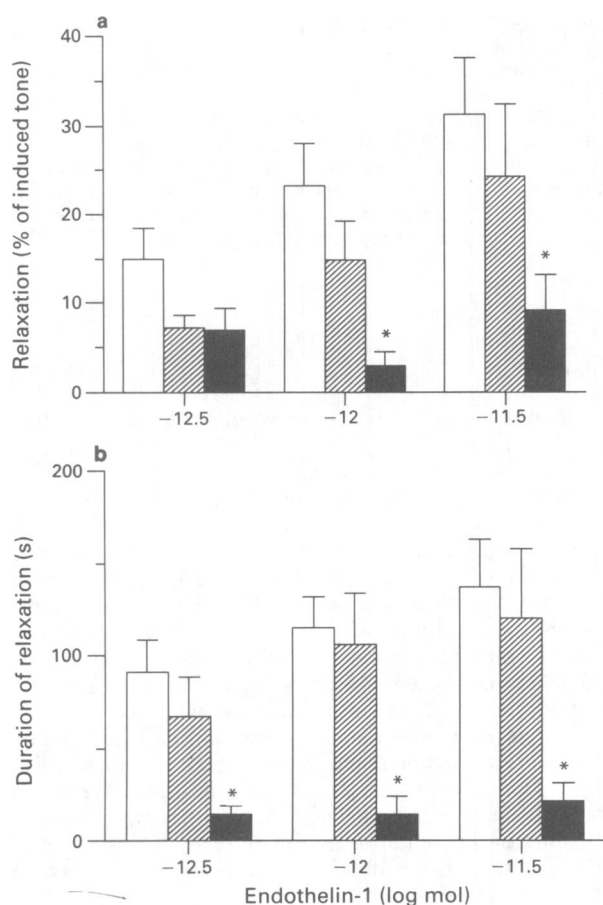 a
40
30
20
10
0
Relaxation (% of induced tone)
*
*
−12.5 −12 −11.5
b
200
100
0
Duration of relaxation (s)
*
*
*
−12.5 −12 −11.5
Endothelin-1 (log mol)